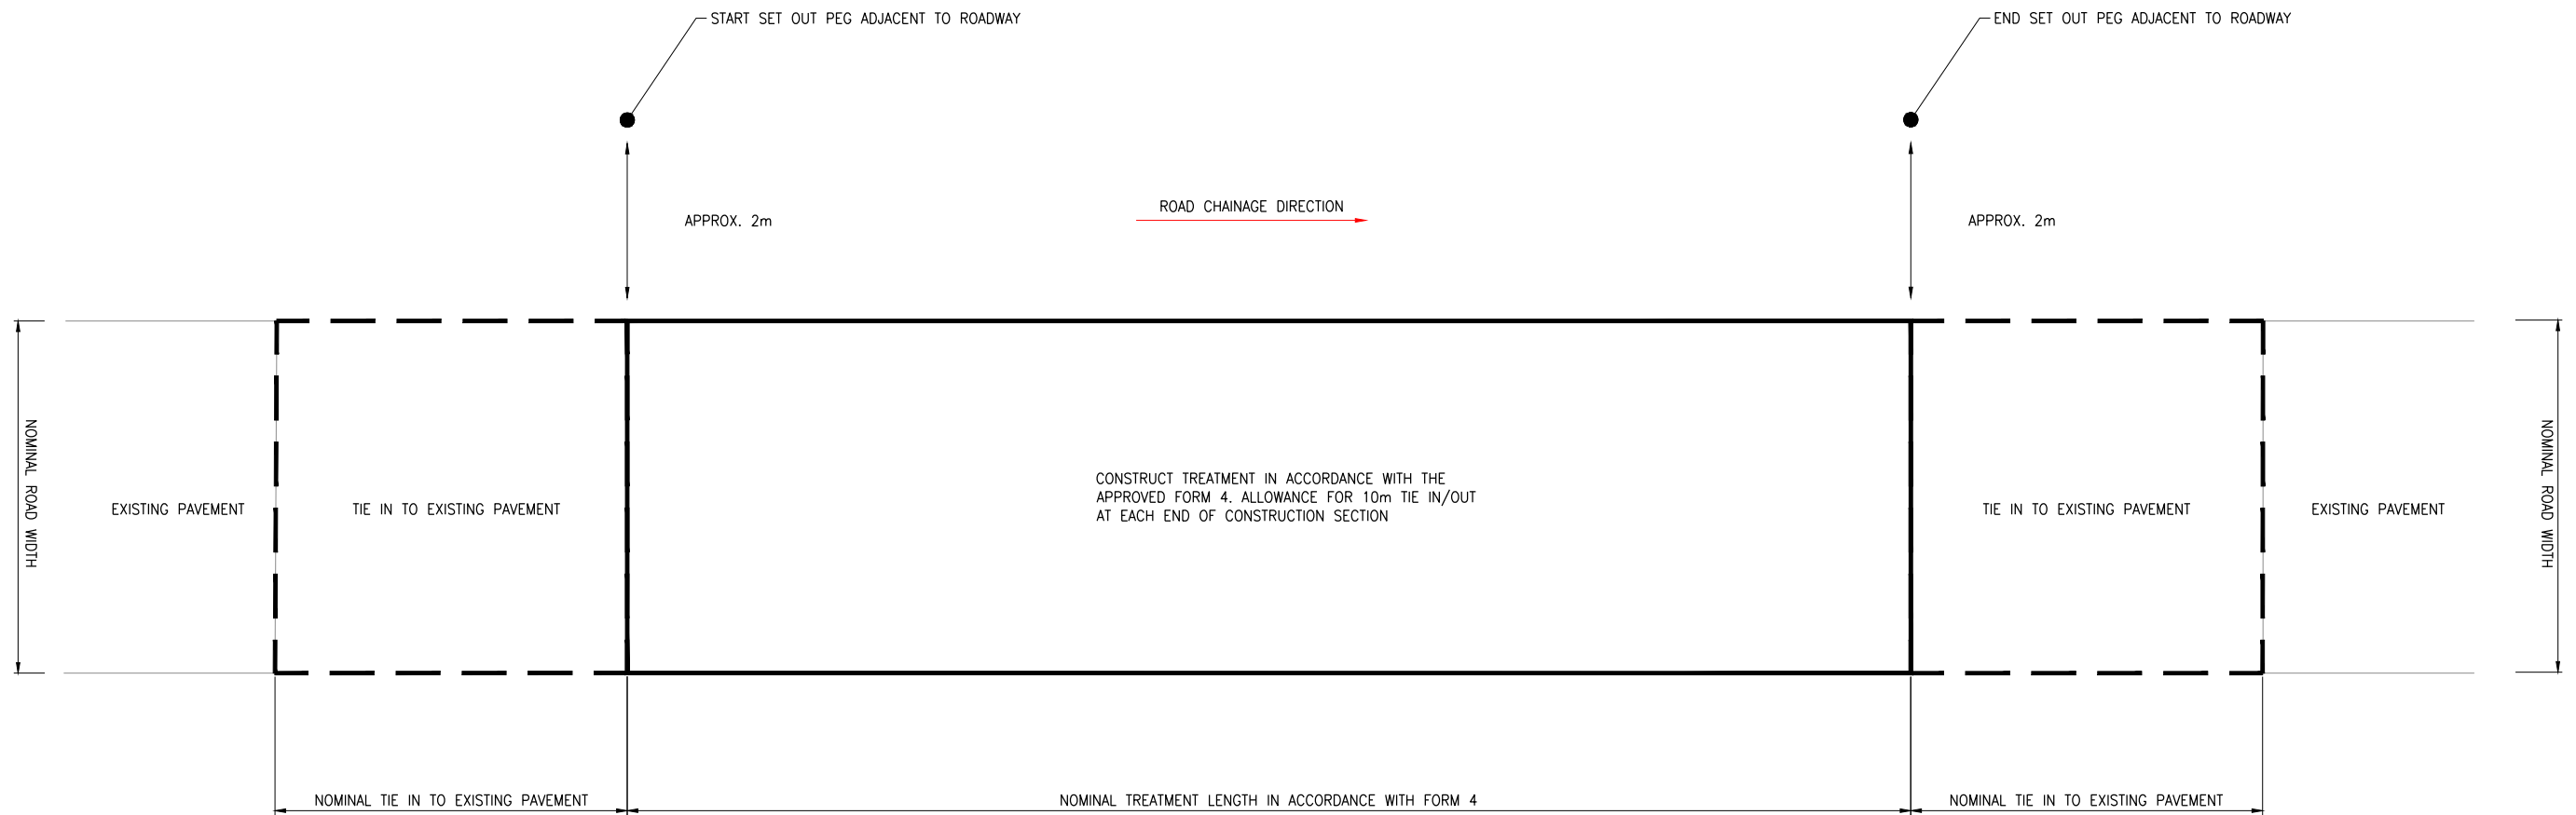 START SET OUT PEG ADJACENT TO ROADWAY
END SET OUT PEG ADJACENT TO ROADWAY
ROAD CHAINAGE DIRECTION
APPROX. 2m
APPROX. 2m
NOMINAL ROAD WIDTH
EXISTING PAVEMENT
TIE IN TO EXISTING PAVEMENT
CONSTRUCT TREATMENT IN ACCORDANCE WITH THE
APPROVED FORM 4. ALLOWANCE FOR 10m TIE IN/OUT
AT EACH END OF CONSTRUCTION SECTION
TIE IN TO EXISTING PAVEMENT
EXISTING PAVEMENT
NOMINAL ROAD WIDTH
NOMINAL TIE IN TO EXISTING PAVEMENT
NOMINAL TREATMENT LENGTH IN ACCORDANCE WITH FORM 4
NOMINAL TIE IN TO EXISTING PAVEMENT